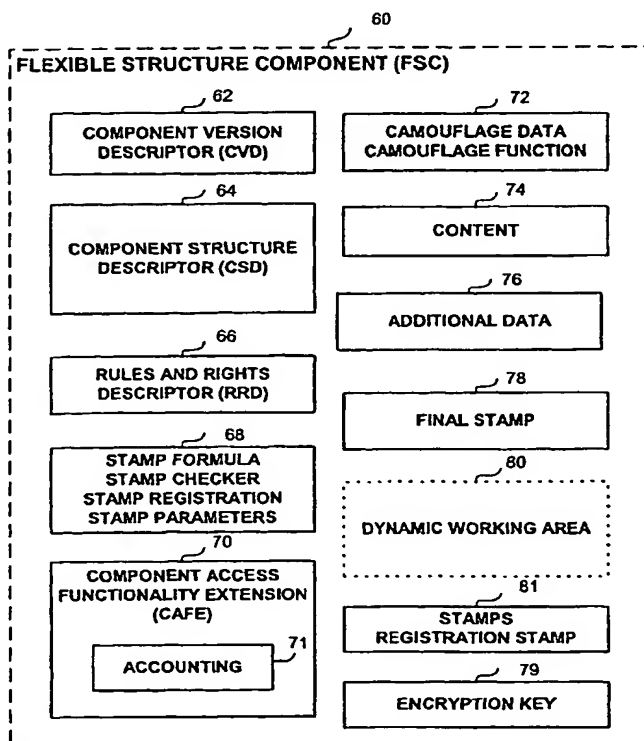 60
FLEXIBLE STRUCTURE COMPONENT (FSC)
62
COMPONENT VERSION
DESCRIPTOR (CVD)
64
COMPONENT STRUCTURE
DESCRIPTOR (CSD)
66
RULES AND RIGHTS
DESCRIPTOR (RRD)
68
STAMP FORMULA
STAMP CHECKER
STAMP REGISTRATION
STAMP PARAMETERS
70
COMPONENT ACCESS
FUNCTIONALITY EXTENSION
(CAFE)
71
ACCOUNTING
72
CAMOUFLAGE DATA
CAMOUFLAGE FUNCTION
74
CONTENT
76
ADDITIONAL DATA
78
FINAL STAMP
80
DYNAMIC WORKING AREA
81
STAMPS
REGISTRATION STAMP
79
ENCRYPTION KEY